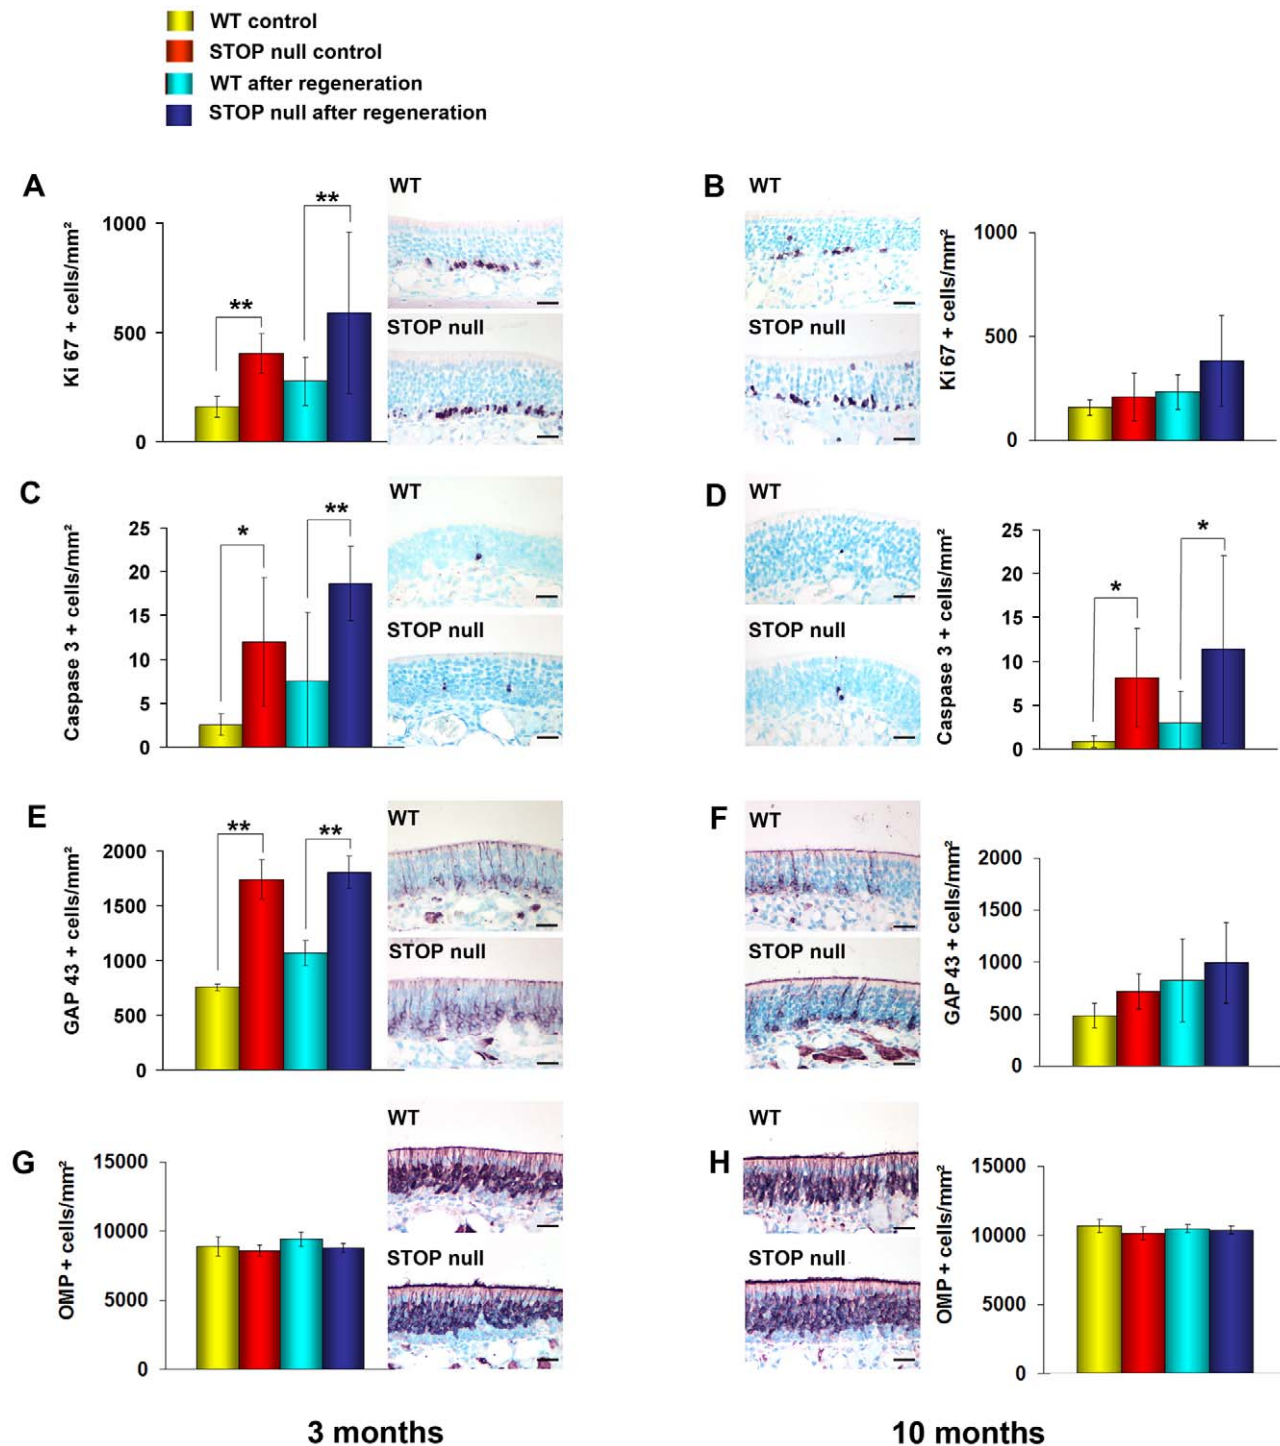 WT control
STOP null control
WT after regeneration
STOP null after regeneration
A
Ki 67 + cells/mm²
1000
500
0
**
**
WT
STOP null
B
WT
STOP null
Ki 67 + cells/mm²
1000
500
0
C
Caspase 3 + cells/mm²
25
20
15
10
5
0
*
**
WT
STOP null
D
WT
STOP null
Caspase 3 + cells/mm²
25
20
15
10
5
0
*
*
E
GAP 43 + cells/mm²
2000
1500
1000
500
0
**
**
WT
STOP null
F
WT
STOP null
GAP 43 + cells/mm²
2000
1500
1000
500
0
G
OMP + cells/mm²
15000
10000
5000
0
WT
STOP null
H
WT
STOP null
OMP + cells/mm²
15000
10000
5000
0
3 months
10 months